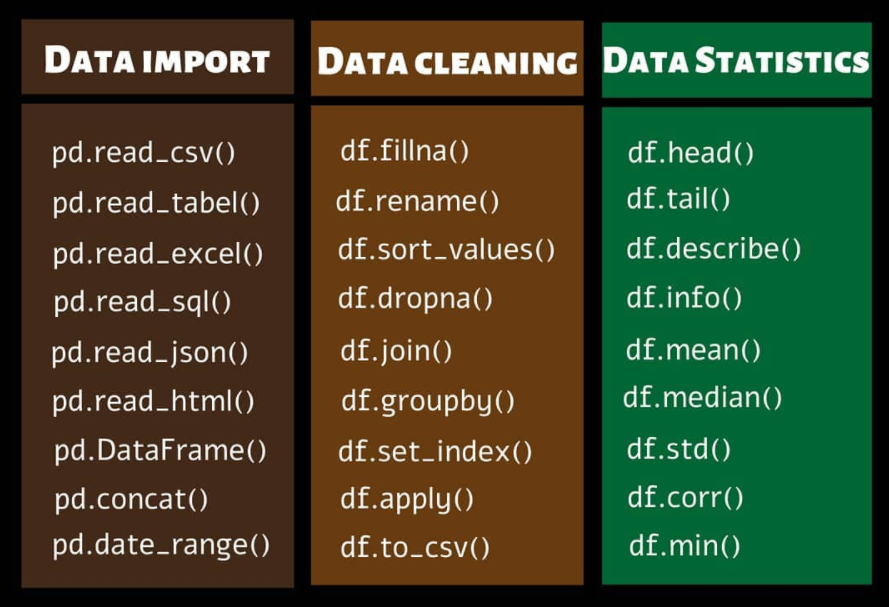 DATA IMPORT
pd.read_csv()
pd.read_tabel()
pd.read_excel()
pd.read_sql()
pd.read_json()
pd.read_html()
pd.DataFrame()
pd.concat()
pd.date_range()
DATA CLEANING
df.fillna()
df.rename()
df.sort_values()
df.dropna()
df.join()
df.groupby()
df.set_index()
df.apply()
df.to_csv()
DATA STATISTICS
df.head()
df.tail()
df.describe()
df.info()
df.mean()
df.median()
df.std()
df.corr()
df.min()